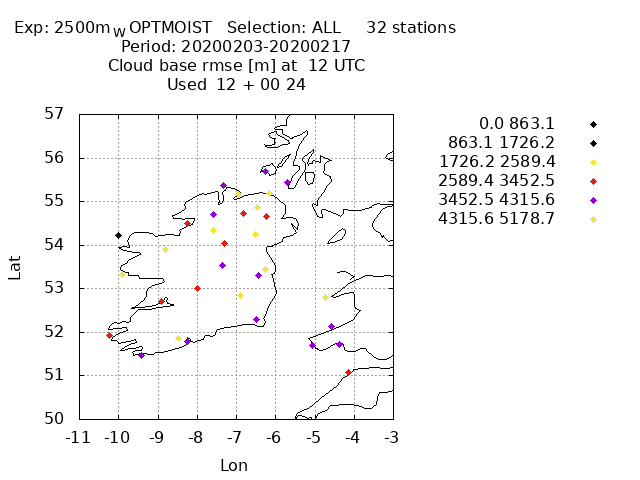 Exp: 2500m_W OPTMOIST Selection: ALL 32 stations
Period: 20200203-20200217
Cloud base rmse [m] at 12 UTC
Used 12 + 00 24
0.0 863.1
863.1 1726.2
1726.2 2589.4
2589.4 3452.5
3452.5 4315.6
4315.6 5178.7
57
56
55
54
53
52
51
50
Lat
-11 -10 -9 -8 -7 -6 -5 -4 -3
Lon